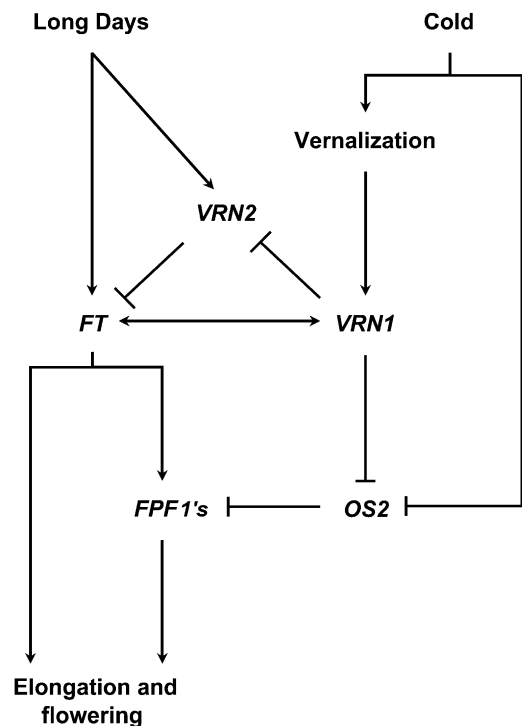 Long Days
Cold
Vernalization
VRN2
FT
VRN1
FPF1's
OS2
Elongation and
flowering